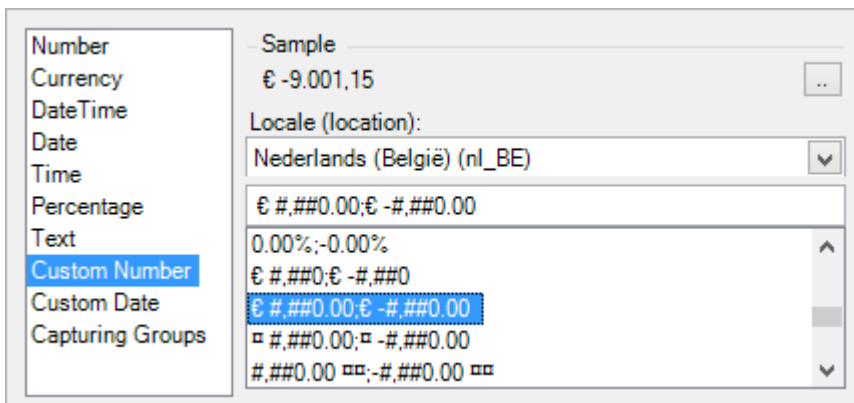 Number
Currency
DateTime
Date
Time
Percentage
Text
Custom Number
Custom Date
Capturing Groups
Sample
€ -9.001,15
..
Locale (location):
Nederlands (België) (nl_BE)
€ #,##0.00;€ -#,##0.00
0.00%;-0.00%
€ #,##0;€ -#,##0
€ #,##0.00;€ -#,##0.00
¤ #,##0.00;¤ -#,##0.00
#,##0.00 ¤¤;-#,##0.00 ¤¤